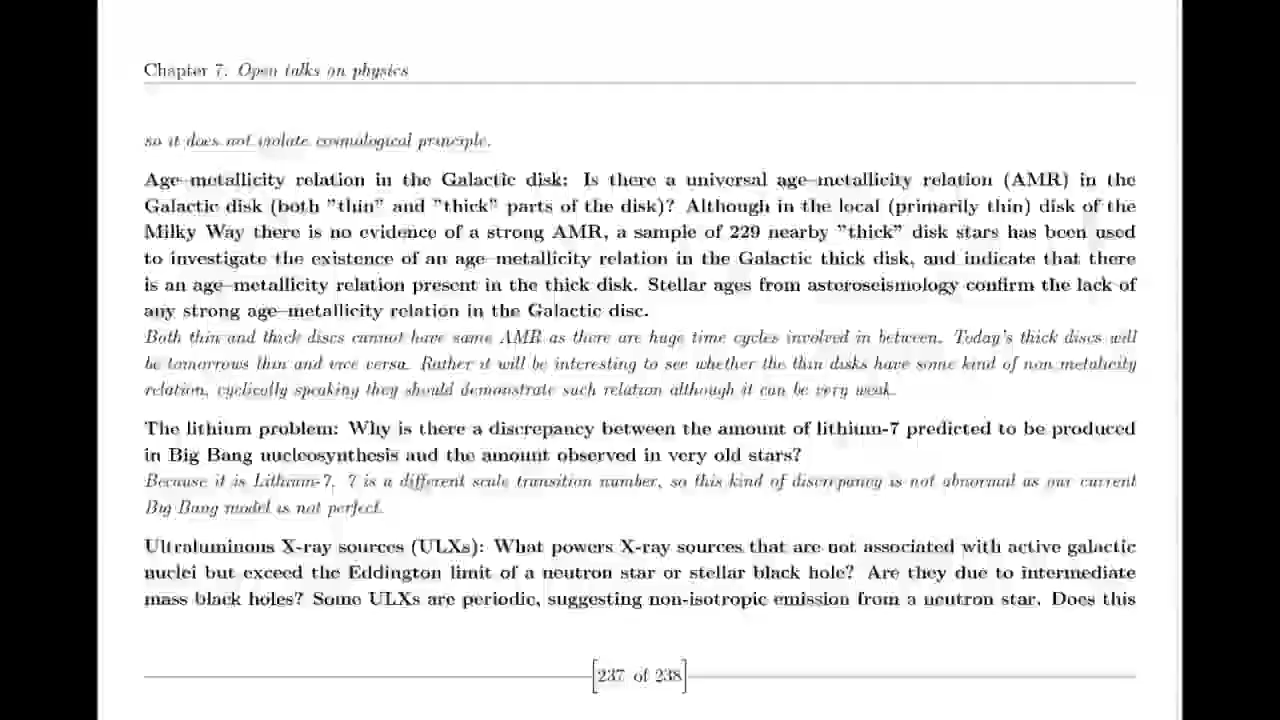 Chapter 7. Open talks on physics
so it does not violate cosmological principle.
Age–metallicity relation in the Galactic disk: Is there a universal age–metallicity relation (AMR) in the
Galactic disk (both ”thin” and ”thick” parts of the disk)? Although in the local (primarily thin) disk of the
Milky Way there is no evidence of a strong AMR, a sample of 229 nearby ”thick” disk stars has been used
to investigate the existence of an age–metallicity relation in the Galactic thick disk, and indicate that there
is an age–metallicity relation present in the thick disk. Stellar ages from asteroseismology confirm the lack of
any strong age–metallicity relation in the Galactic disc.
Both thin and thick discs cannot have same AMR as there are huge time cycles involved in between. Today's thick discs will
be tomorrows thin and vice versa. Rather it will be interesting to see whether the thin disks have some kind of non metalicity
relation, cyclically speaking they should demonstrate such relation although it can be very weak.
The lithium problem: Why is there a discrepancy between the amount of lithium-7 predicted to be produced
in Big Bang nucleosynthesis and the amount observed in very old stars?
Because it is Lithium-7, 7 is a different scale transition number, so this kind of discrepancy is not abnormal as our current
Big Bang model is not perfect.
Ultraluminous X-ray sources (ULXs): What powers X-ray sources that are not associated with active galactic
nuclei but exceed the Eddington limit of a neutron star or stellar black hole? Are they due to intermediate
mass black holes? Some ULXs are periodic, suggesting non-isotropic emission from a neutron star. Does this
[237 of 238]